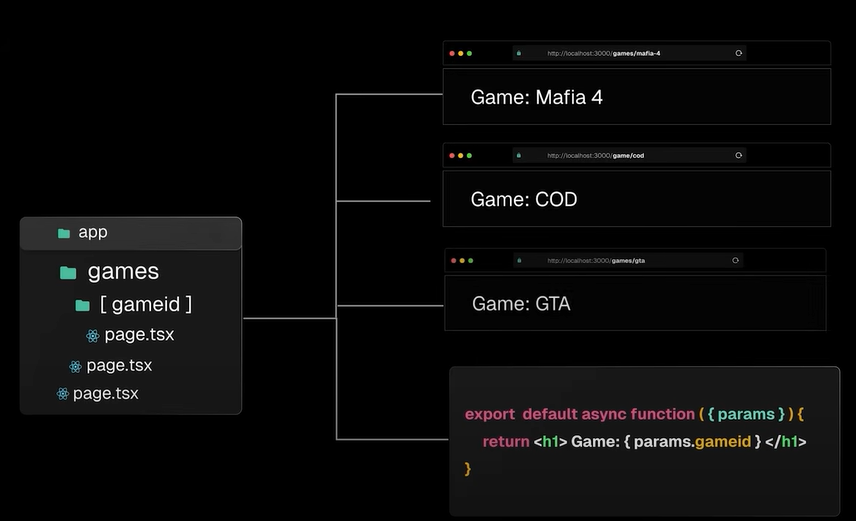 app
games
[ gameid ]
page.tsx
page.tsx
page.tsx
http://localhost:3000/games/mafia-4
Game: Mafia 4
http://localhost:3000/game/cod
Game: COD
http://localhost:3000/games/gta
Game: GTA
export default async function ( { params } ) {
return <h1> Game: { params.gameid } </h1>
}